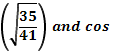 (√(35/41)) and cos